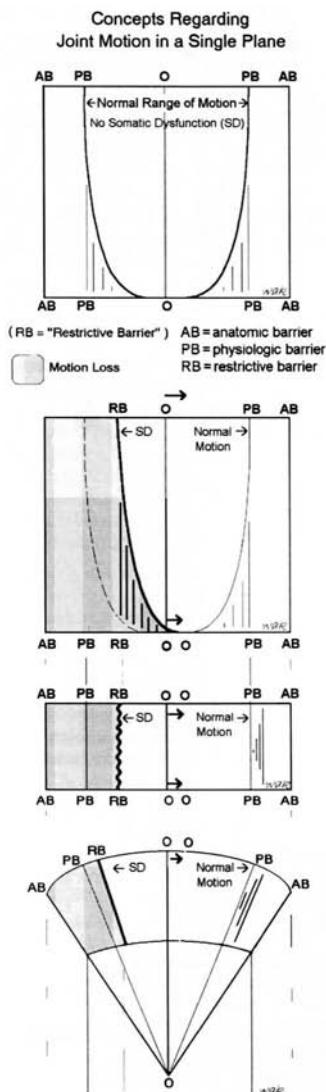 Concepts Regarding
Joint Motion in a Single Plane
AB PB O PB AB
←Normal Range of Motion→
No Somatic Dysfunction (SD)
AB PB PB AB
(RB = "Restrictive Barrier") AB = anatomic barrier
PB = physiologic barrier
Motion Loss RB = restrictive barrier
RB O → PB AB
←SD Normal →
Motion
→
AB PB RB O O PB AB
AB PB RB O O PB AB
←SD → Normal →
Motion
→
AB PB RB O O PB AB
O O
PB RB → PB
AB ← SD Normal → AB
Motion
O